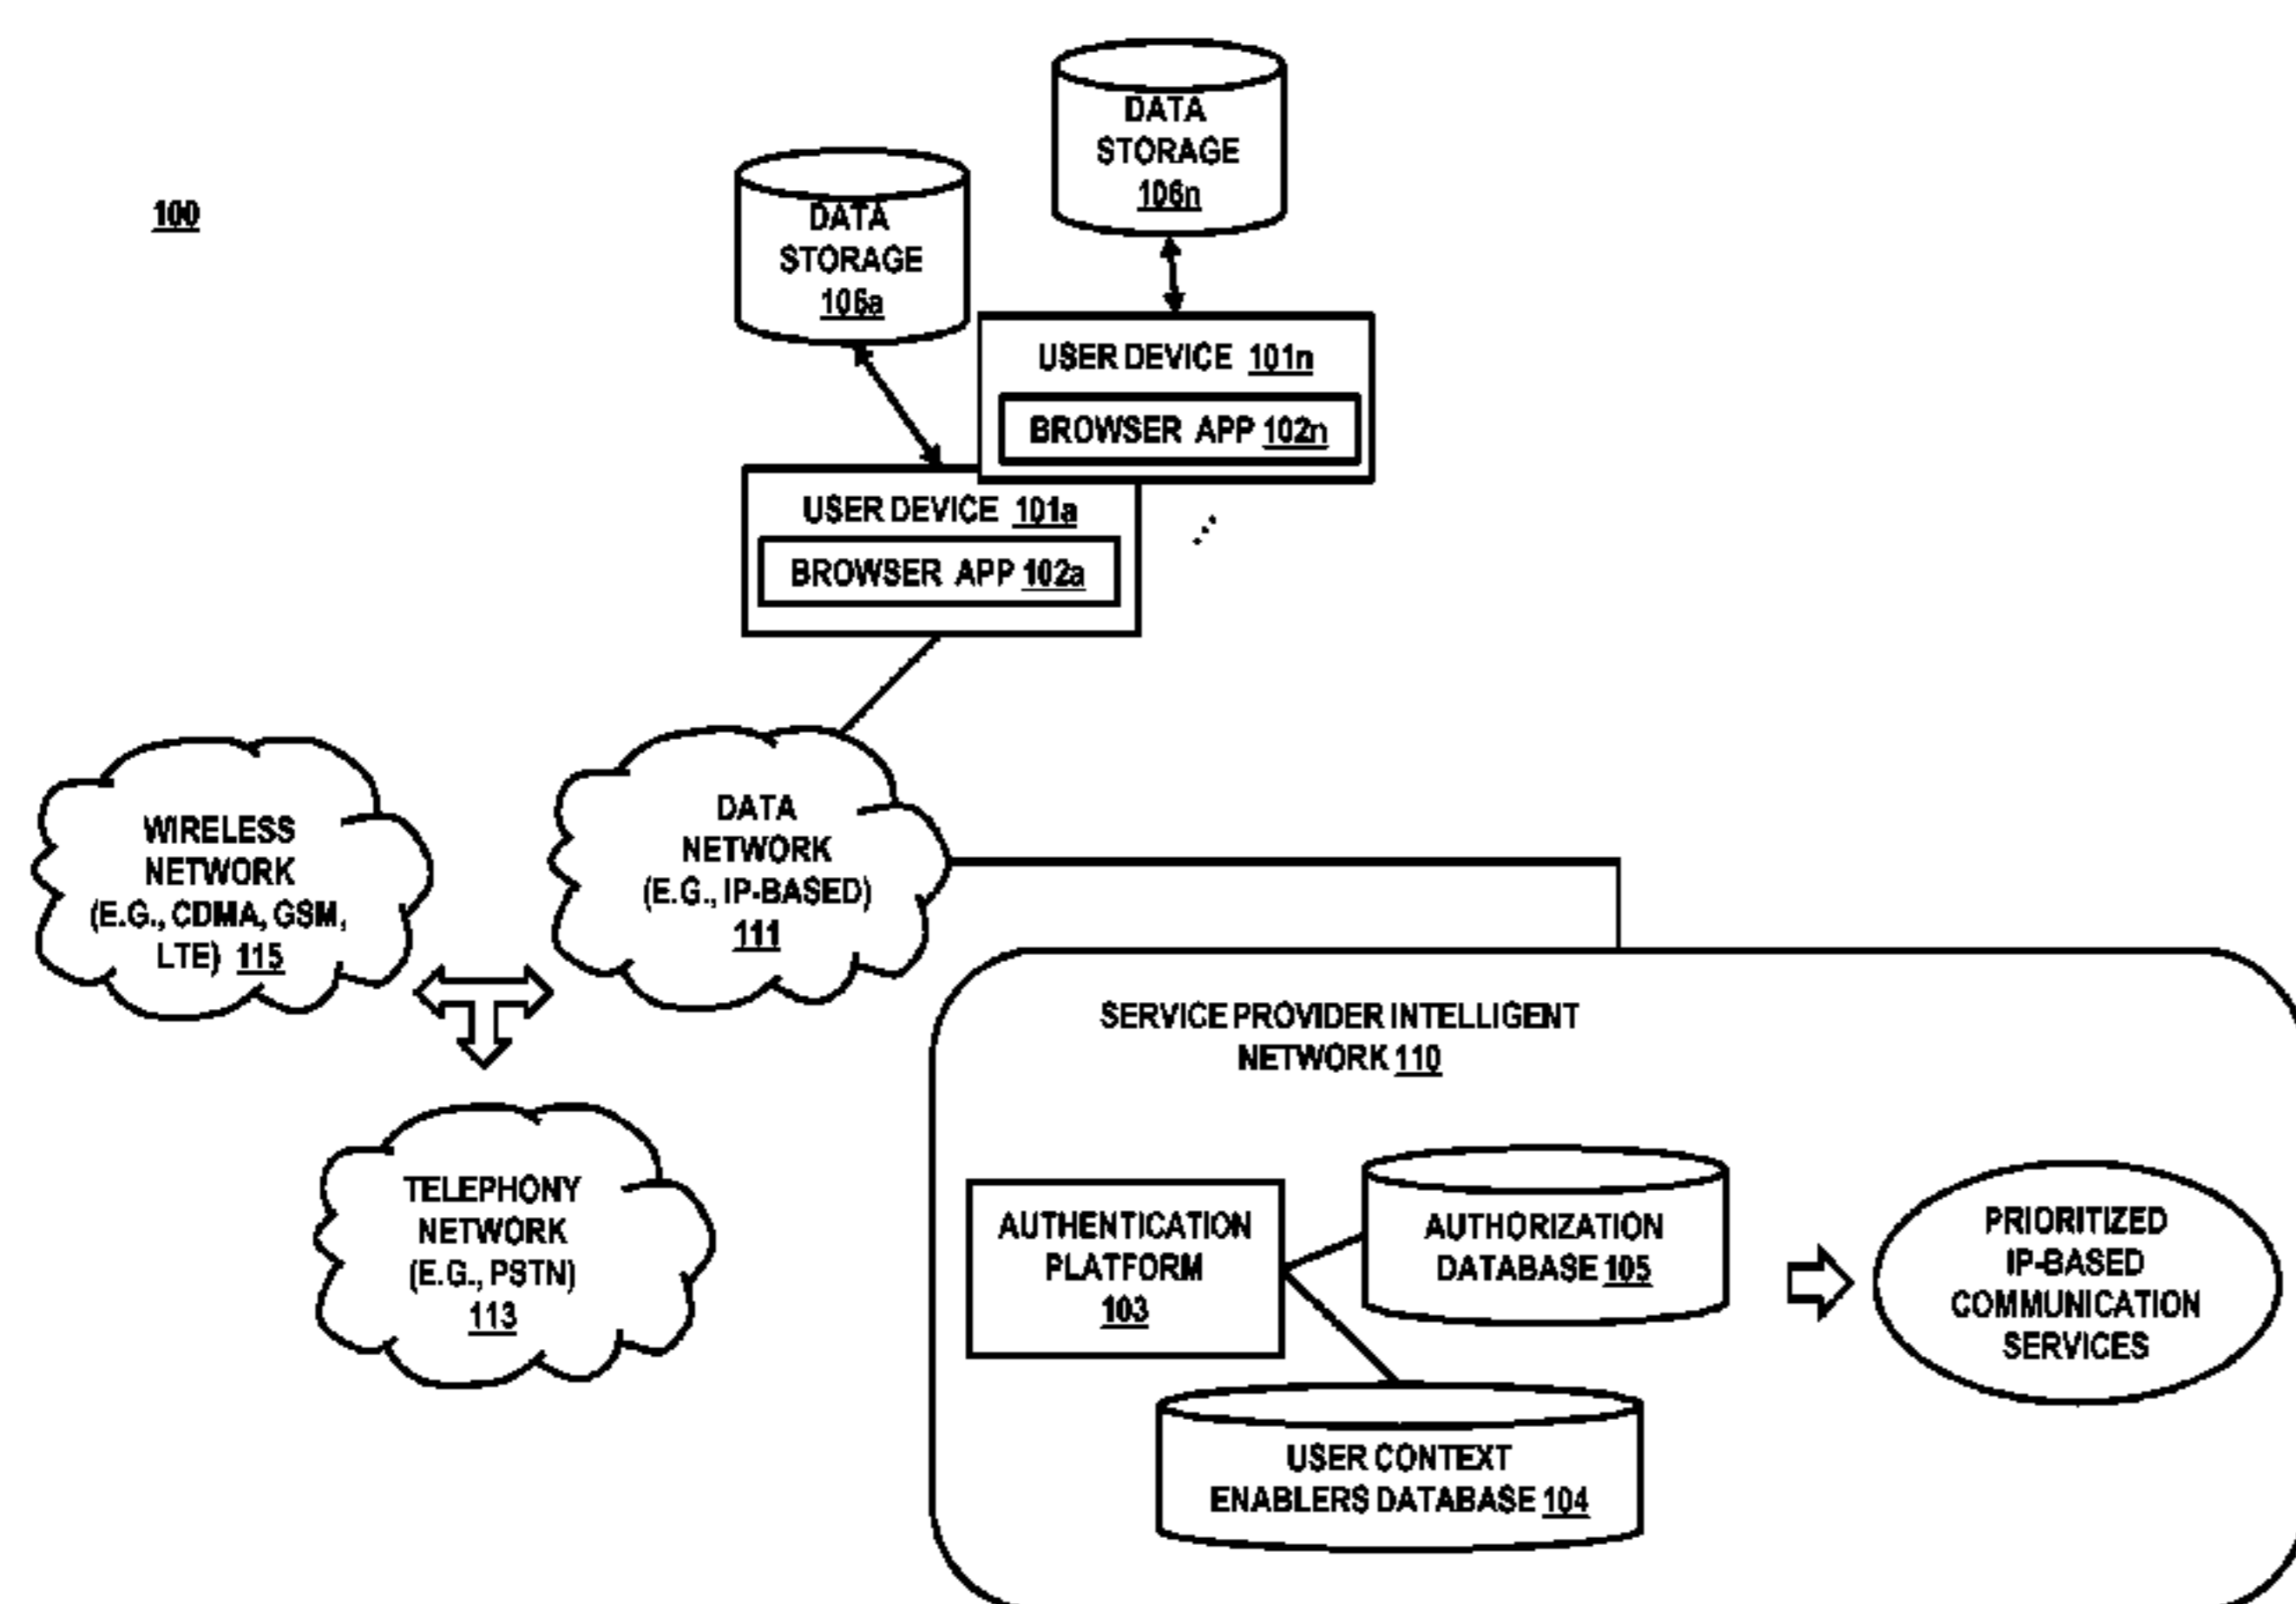 100
DATA
STORAGE
106n
DATA
STORAGE
106a
USER DEVICE 101n
BROWSER APP 102n
USER DEVICE 101a
BROWSER APP 102a
WIRELESS
NETWORK
(E.G., CDMA, GSM,
LTE) 115
DATA
NETWORK
(E.G., IP-BASED)
111
TELEPHONY
NETWORK
(E.G., PSTN)
113
SERVICE PROVIDER INTELLIGENT
NETWORK 110
AUTHENTICATION
PLATFORM
103
AUTHORIZATION
DATABASE 105
USER CONTEXT
ENABLERS DATABASE 104
PRIORITIZED
IP-BASED
COMMUNICATION
SERVICES